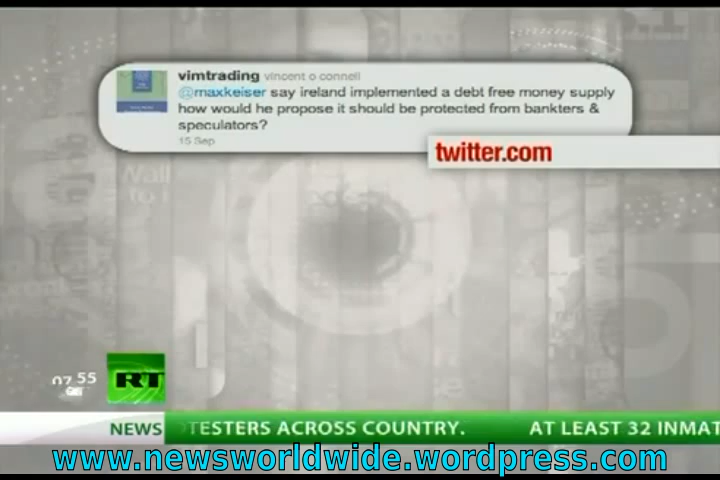 vimtrading vincent o connell
@maxkeiser say ireland implemented a debt free money supply
how would he propose it should be protected from bankters &
speculators?
15 Sep
twitter.com
07 55
RT
NEWS TESTERS ACROSS COUNTRY. AT LEAST 32 INMAT
www.newsworldwide.wordpress.com